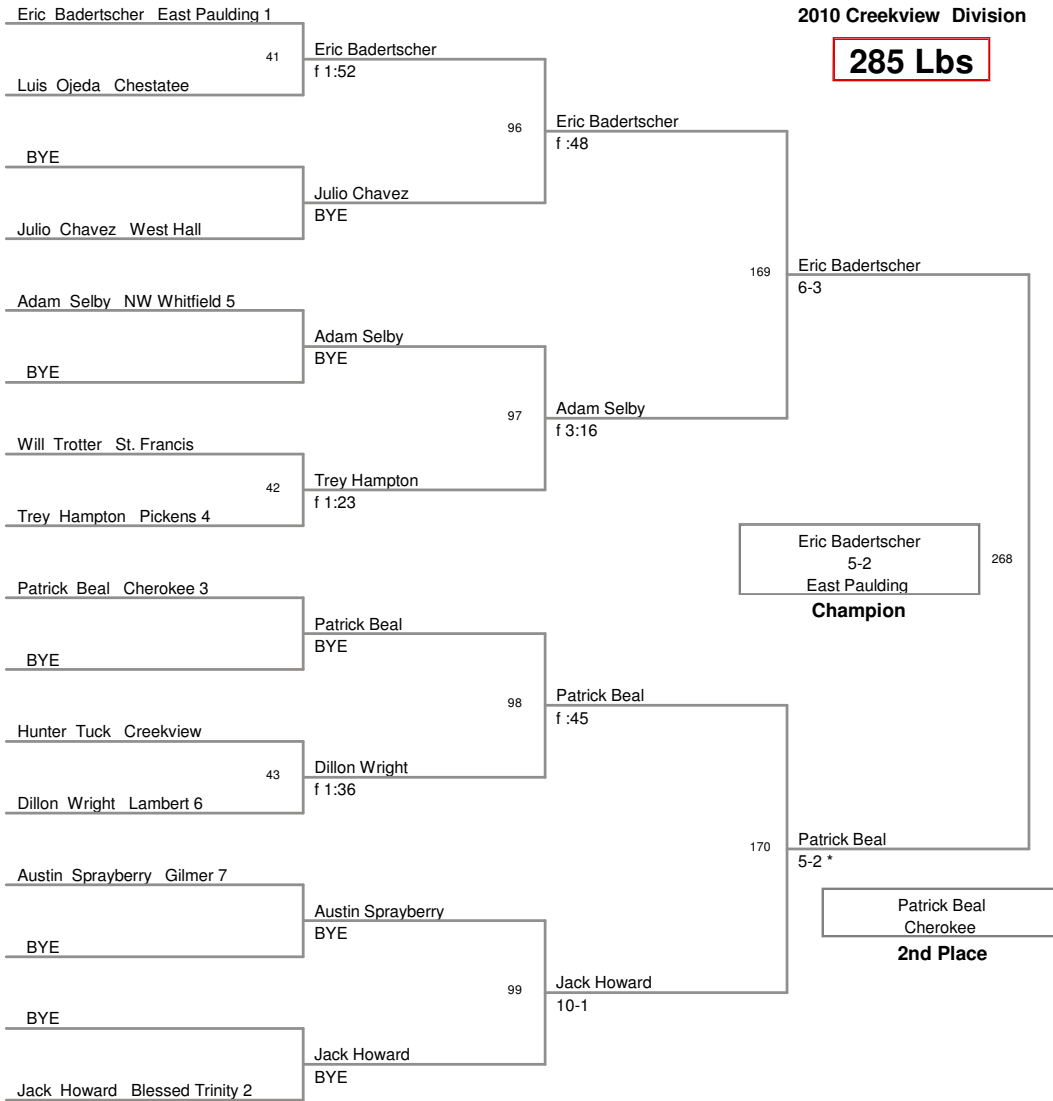 Eric Badertscher East Paulding 1
2010 Creekview Division
285 Lbs
41
Eric Badertscher
f 1:52
Luis Ojeda Chestatee
96
Eric Badertscher
f :48
BYE
Julio Chavez
BYE
Julio Chavez West Hall
169
Eric Badertscher
6-3
Adam Selby NW Whitfield 5
Adam Selby
BYE
BYE
97
Adam Selby
f 3:16
Will Trotter St. Francis
42
Trey Hampton
f 1:23
Trey Hampton Pickens 4
Eric Badertscher
5-2
East Paulding
268
Champion
Patrick Beal Cherokee 3
Patrick Beal
BYE
BYE
98
Patrick Beal
f :45
Hunter Tuck Creekview
43
Dillon Wright
f 1:36
Dillon Wright Lambert 6
170
Patrick Beal
5-2 *
Austin Sprayberry Gilmer 7
Austin Sprayberry
BYE
BYE
Patrick Beal
Cherokee
2nd Place
99
Jack Howard
10-1
BYE
Jack Howard
BYE
Jack Howard Blessed Trinity 2